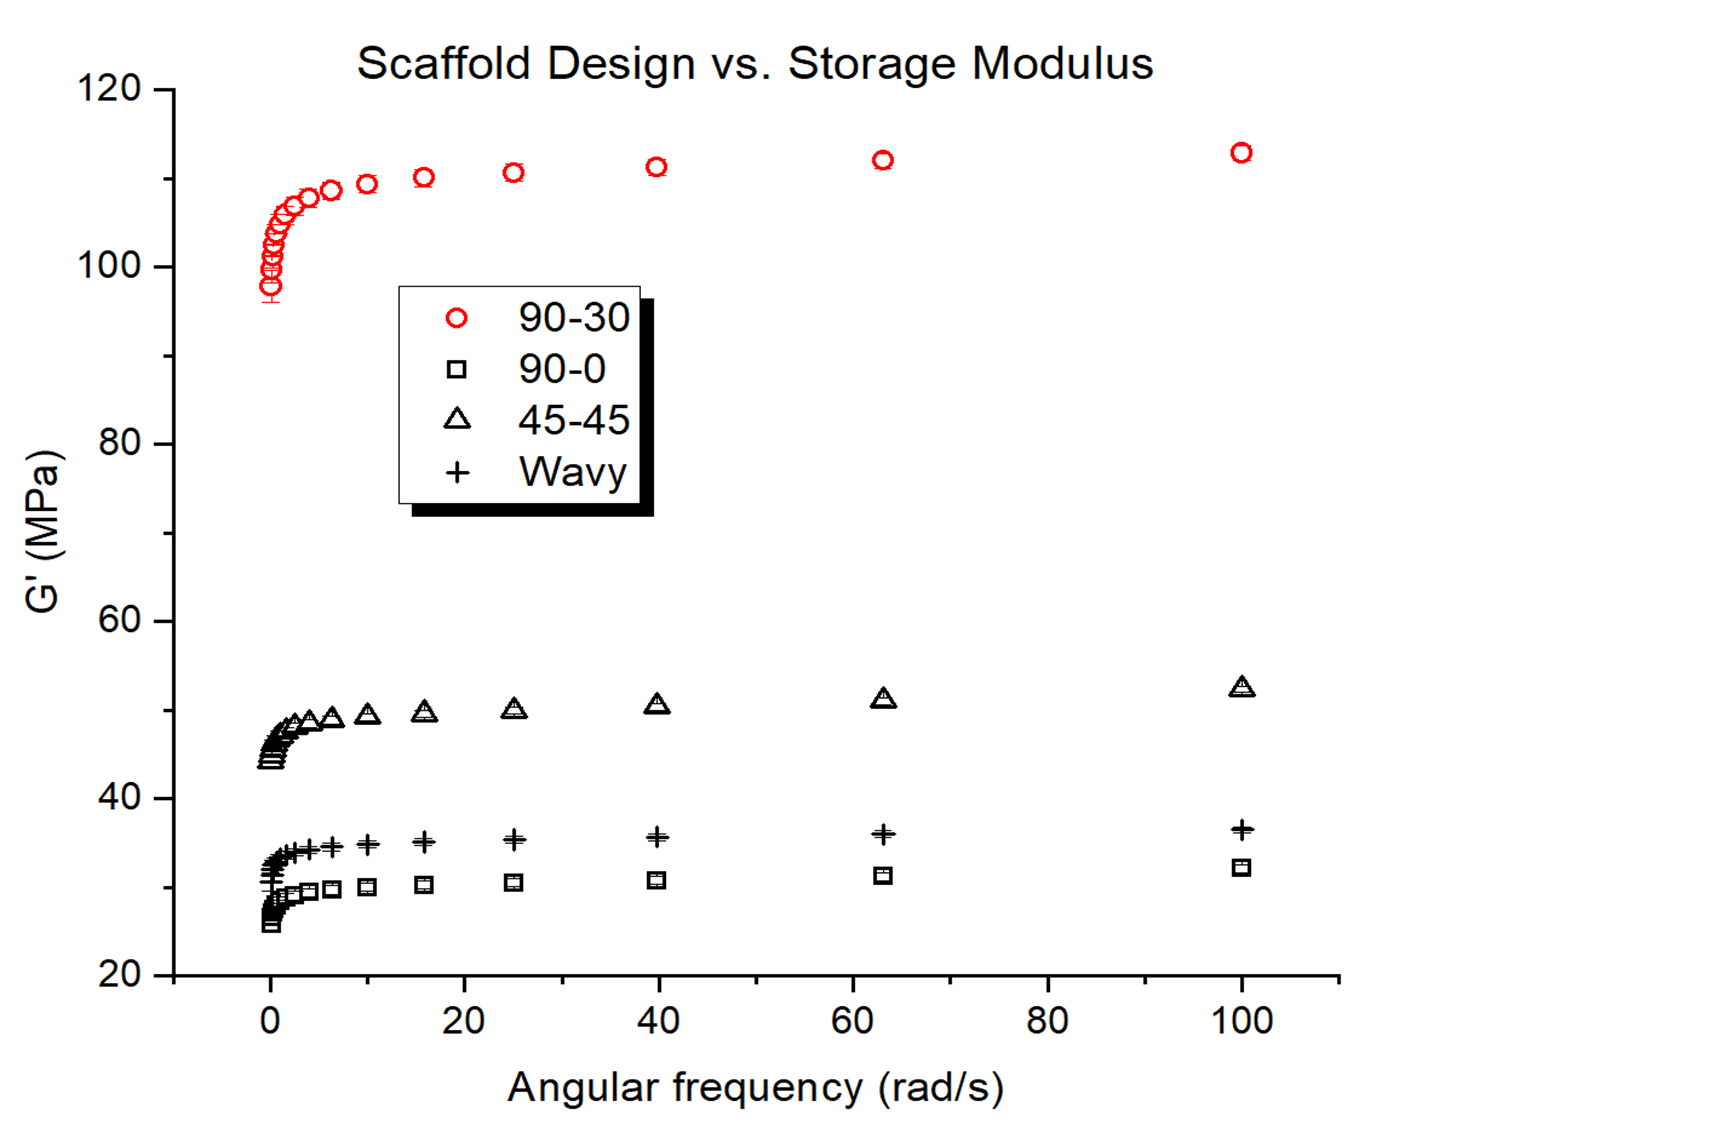 Scaffold Design vs. Storage Modulus
120
100
80
60
40
20
G' (MPa)
90-30
90-0
45-45
Wavy
0 20 40 60 80 100
Angular frequency (rad/s)